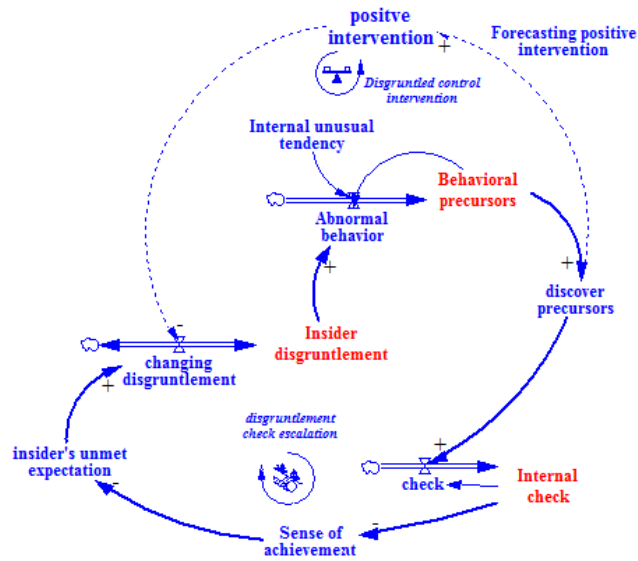 positve
intervention
+
Forecasting positive
intervention
Disgruntled control
intervention
Internal unusual
tendency
Behavioral
precursors
Abnormal
behavior
+
+
discover
precursors
-
Insider
disgruntlement
changing
disgruntlement
+
disgruntlement
check escalation
insider's unmet
expectation
-
+
check
Internal
check
-
Sense of
achievement